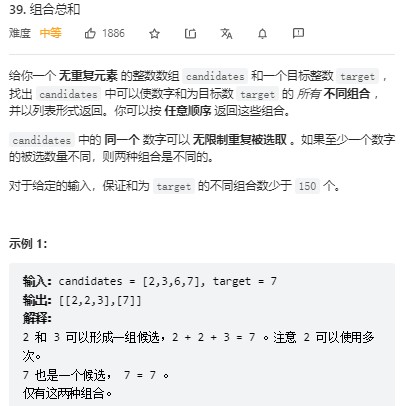 39. 组合总和
难度 中等 1886
给你一个 无重复元素 的整数数组 candidates 和一个目标整数 target ，
找出 candidates 中可以使数字和为目标数 target 的 所有 不同组合 ，
并以列表形式返回。你可以按 任意顺序 返回这些组合。
candidates 中的 同一个 数字可以 无限制重复被选取 。如果至少一个数字
的被选数量不同，则两种组合是不同的。
对于给定的输入，保证和为 target 的不同组合数少于 150 个。
示例 1：
输入：candidates = [2,3,6,7], target = 7
输出：[[2,2,3],[7]]
解释：
2 和 3 可以形成一组候选，2 + 2 + 3 = 7 。注意 2 可以使用多
次。
7 也是一个候选， 7 = 7 。
仅有这两种组合。